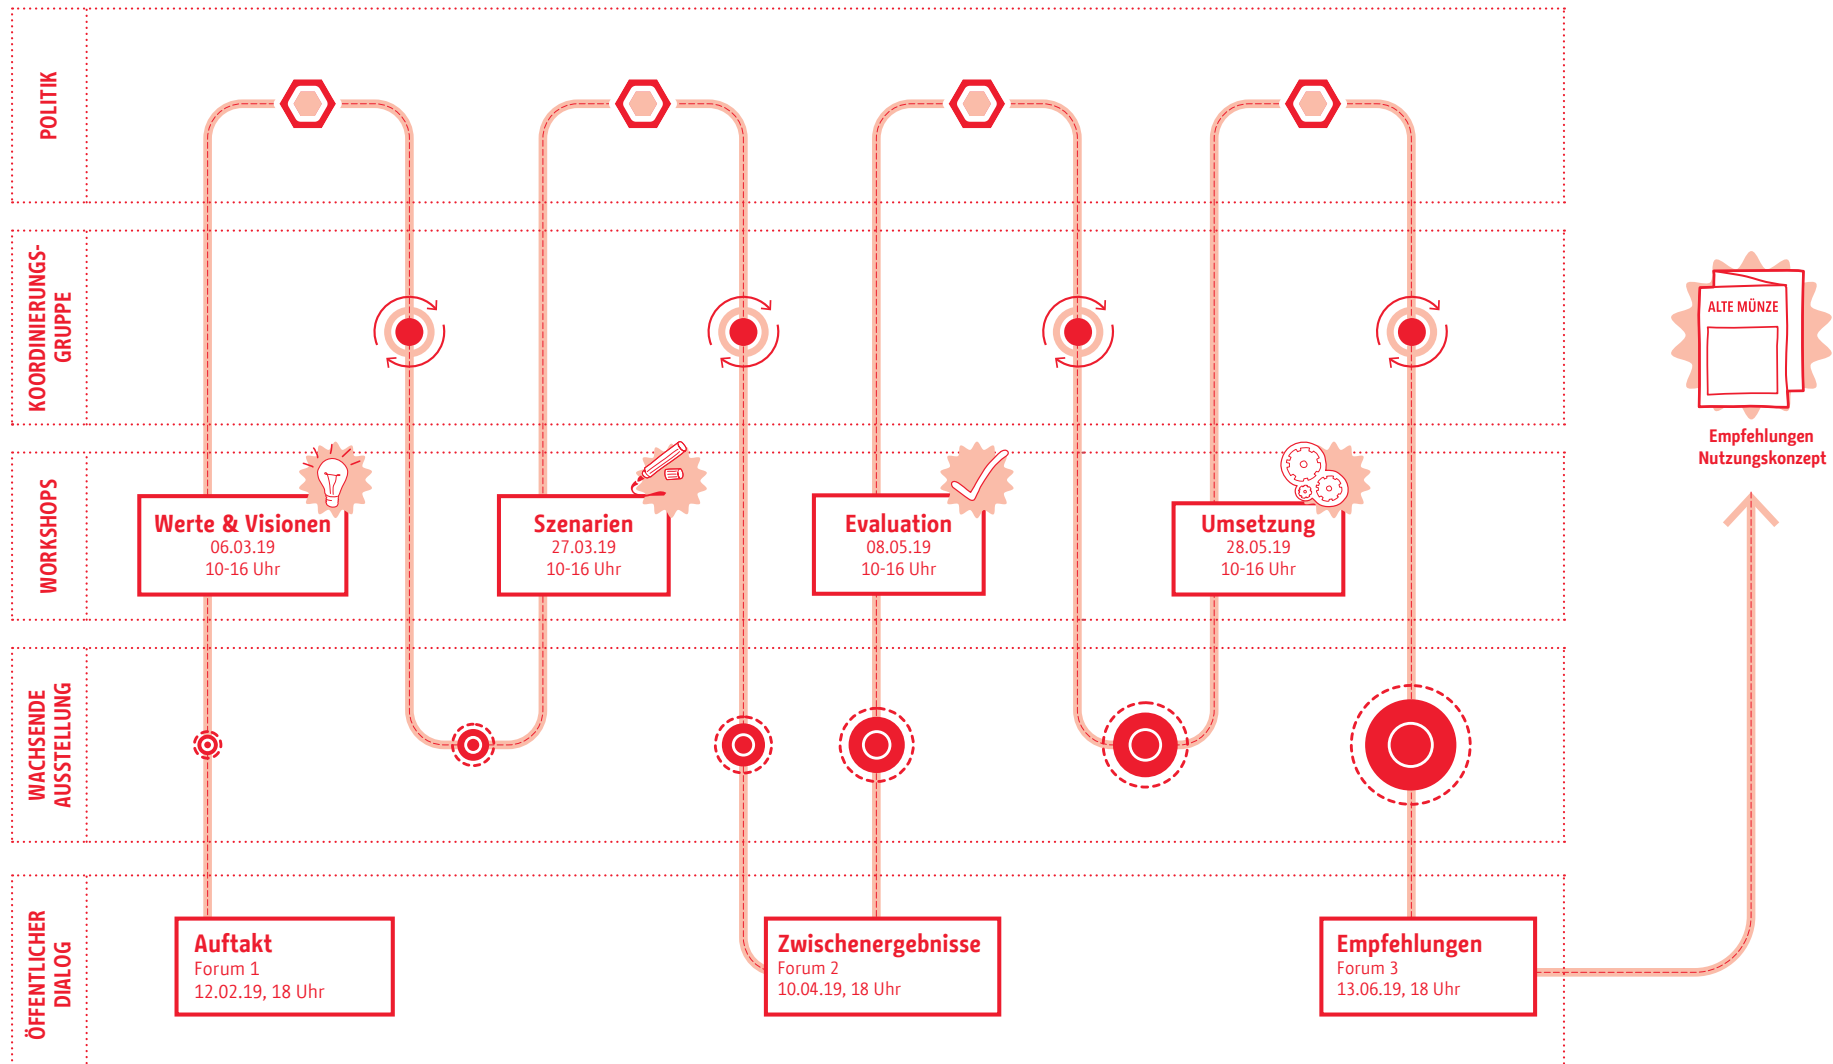 POLITIK
KOORDINIERUNGS-
GRUPPE
ALTE MÜNZE
Empfehlungen
Nutzungskonzept
WORKSHOPS
Werte & Visionen
06.03.19
10-16 Uhr
Szenarien
27.03.19
10-16 Uhr
Evaluation
08.05.19
10-16 Uhr
Umsetzung
28.05.19
10-16 Uhr
WACHSENDE
AUSSTELLUNG
ÖFFENTLICHER
DIALOG
Auftakt
Forum 1
12.02.19, 18 Uhr
Zwischenergebnisse
Forum 2
10.04.19, 18 Uhr
Empfehlungen
Forum 3
13.06.19, 18 Uhr